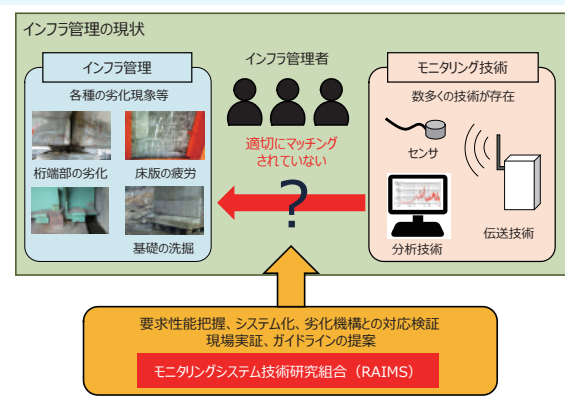 インフラ管理の現状
インフラ管理
各種の劣化現象等
桁端部の劣化
床版の疲労
基礎の洗掘
インフラ管理者
適切にマッチング
されていない
?
モニタリング技術
数多くの技術が存在
センサ
分析技術
伝送技術
要求性能把握、システム化、劣化機構との対応検証
現場実証、ガイドラインの提案
モニタリングシステム技術研究組合（RAIMS）